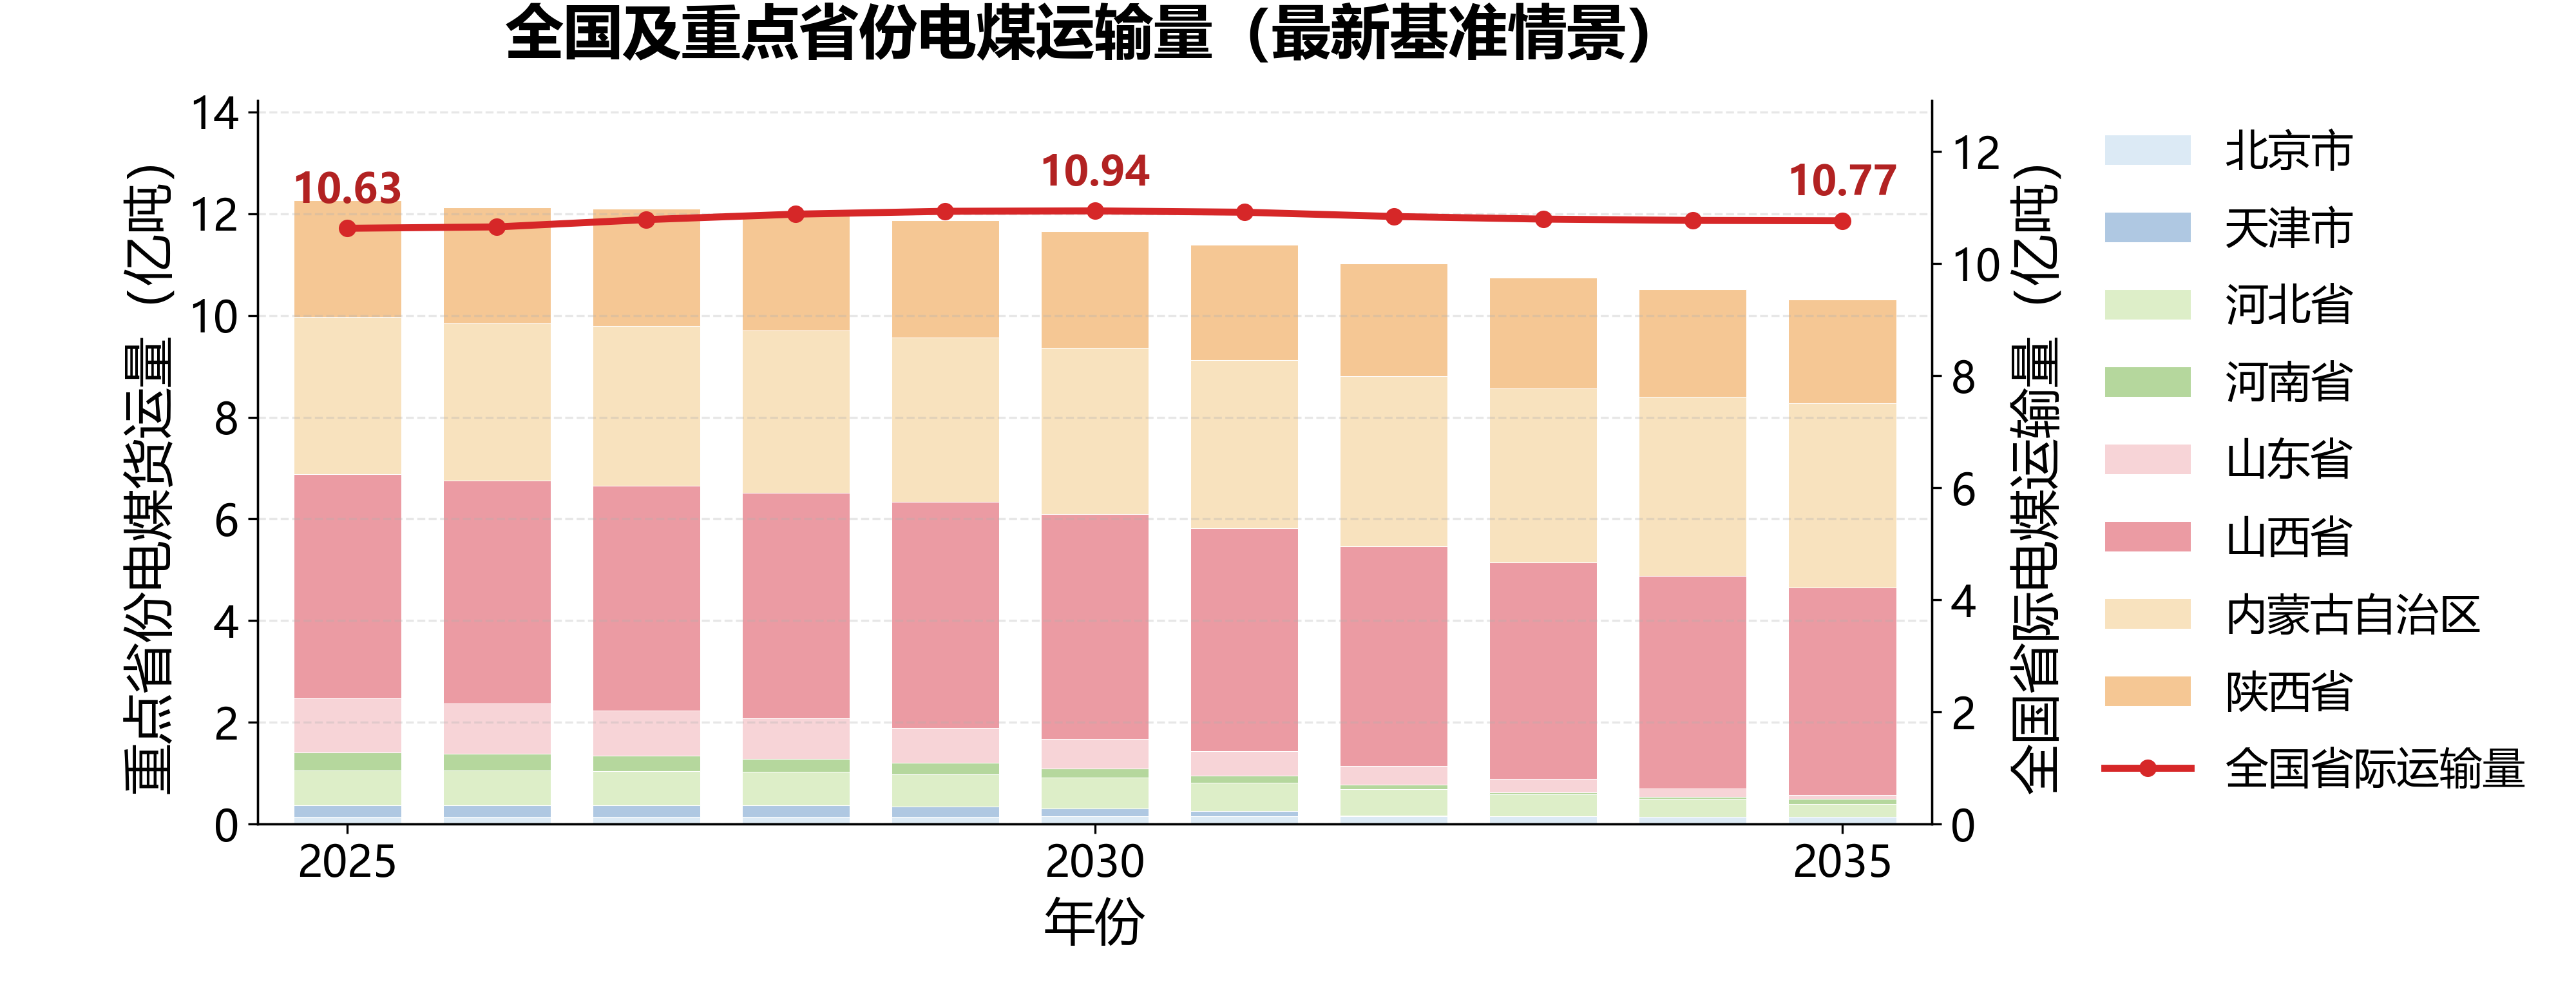 全国及重点省份电煤运输量（最新基准情景）
重点省份电煤货运量（亿吨）
14
12
10
8
6
4
2
0
10.63
10.94
10.77
12
10
8
6
4
2
0
全国省际电煤运输量（亿吨）
2025
2030
2035
年份
北京市
天津市
河北省
河南省
山东省
山西省
内蒙古自治区
陕西省
全国省际运输量